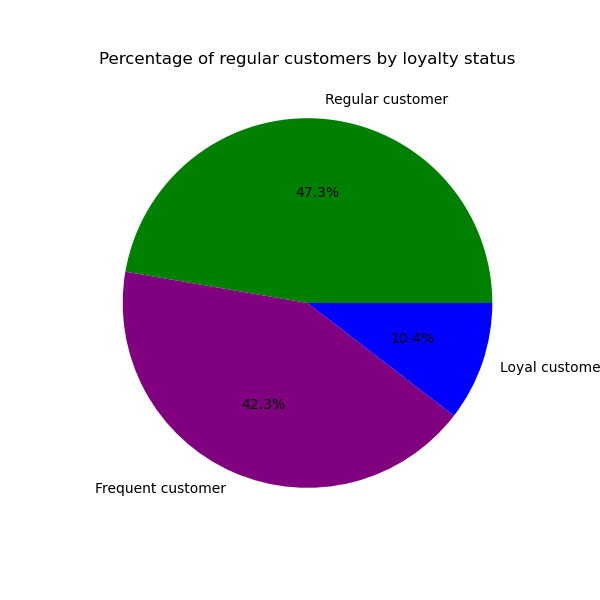 Percentage of regular customers by loyalty status
Regular customer
47.3%
10.4%
Loyal custome
42.3%
Frequent customer